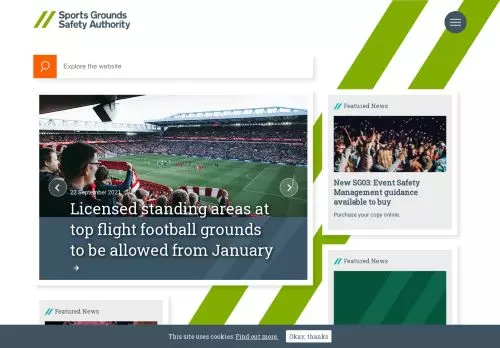 Sports Grounds
Safety Authority
Explore the website
22 September 2021
Licensed standing areas at
top flight football grounds
to be allowed from January
Featured News
New SG03: Event Safety
Management guidance
available to buy
Purchase your copy online.
Featured News
Featured News
This site uses cookies: Find out more. Okay, thanks